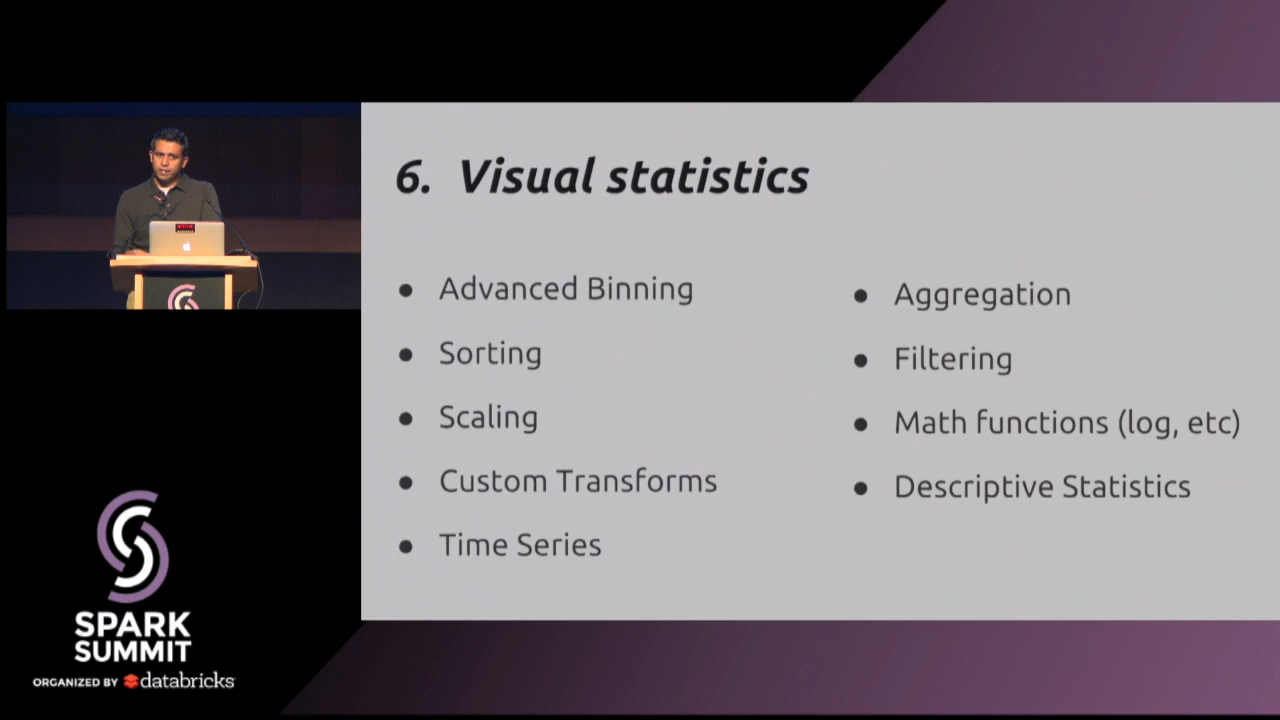 6. Visual statistics
● Advanced Binning
● Sorting
● Scaling
● Custom Transforms
● Time Series
● Aggregation
● Filtering
● Math functions (log, etc)
● Descriptive Statistics
SPARK
SUMMIT
ORGANIZED BY databricks